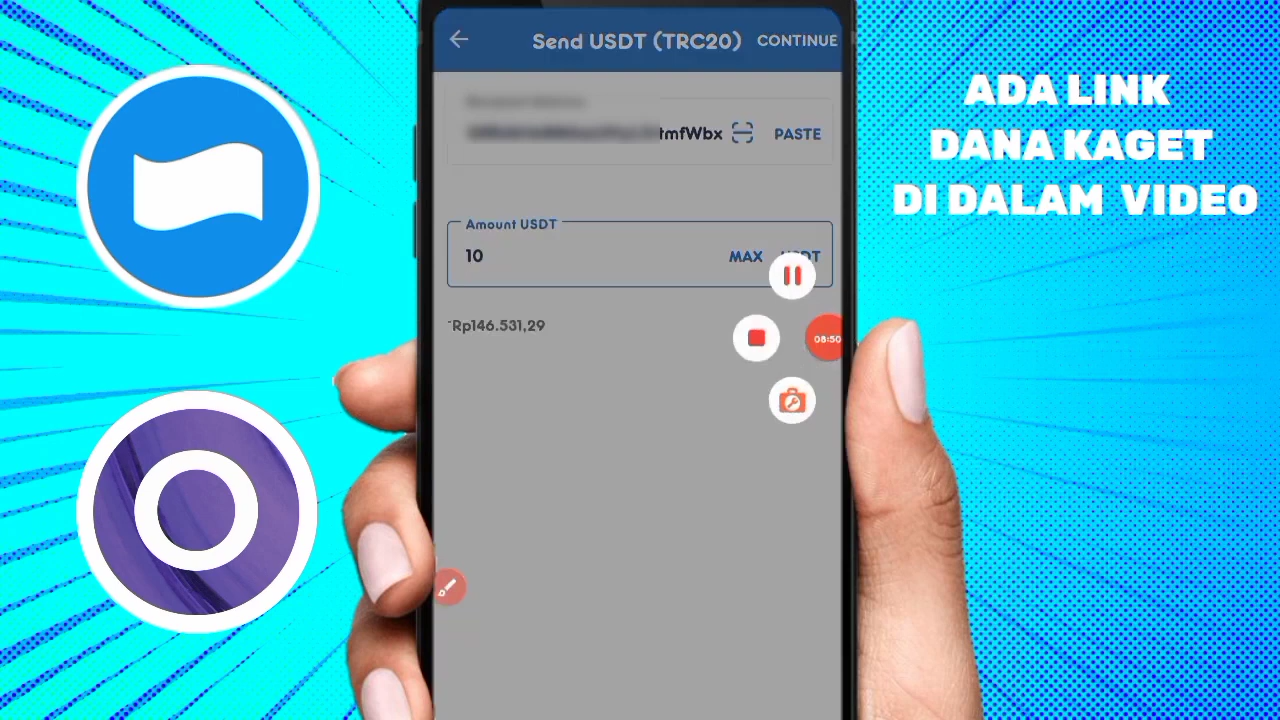 Send USDT (TRC20) CONTINUE
tmfWbx PASTE
Amount USDT
10 MAX USDT
~Rp146.531,29
08:50
ADA LINK
DANA KAGET
DI DALAM VIDEO